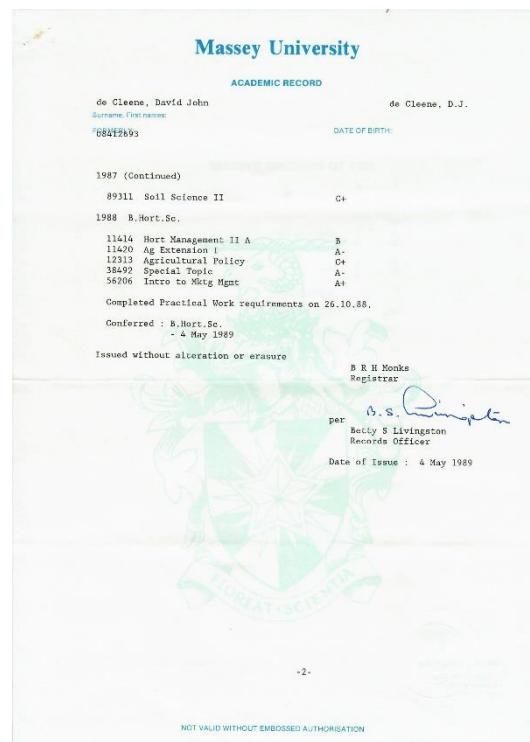 Massey University
ACADEMIC RECORD
de Cleene, David John de Cleene, D.J.
Surname, First names:
08412693 DATE OF BIRTH:
1987 (Continued)
89311 Soil Science II C+
1988 B.Hort.Sc.
11414 Hort Management II A B
11420 Ag Extension I A-
12313 Agricultural Policy C+
38492 Special Topic A-
56206 Intro to Mktg Mgmt A+
Completed Practical Work requirements on 26.10.88.
Conferred : B.Hort.Sc.
- 4 May 1989
Issued without alteration or erasure
B R H Monks
Registrar
per B.S. Livingston
Betty S Livingston
Records Officer
Date of Issue : 4 May 1989
FLOREAT SCIENTIA
-2-
NOT VALID WITHOUT EMBOSSED AUTHORISATION